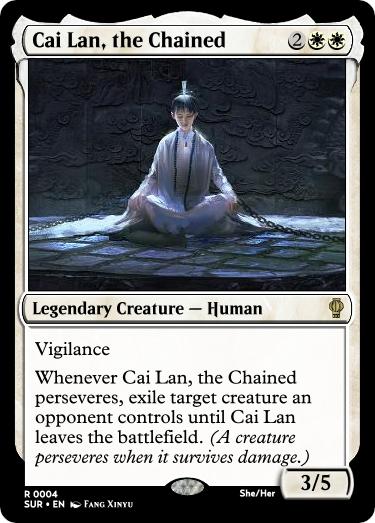 Cai Lan, the Chained 2
Legendary Creature — Human
Vigilance
Whenever Cai Lan, the Chained
perseveres, exile target creature an
opponent controls until Cai Lan
leaves the battlefield. (A creature
perseveres when it survives damage.)
3/5
R 0004
SUR • EN Fang Xinyu
She/Her